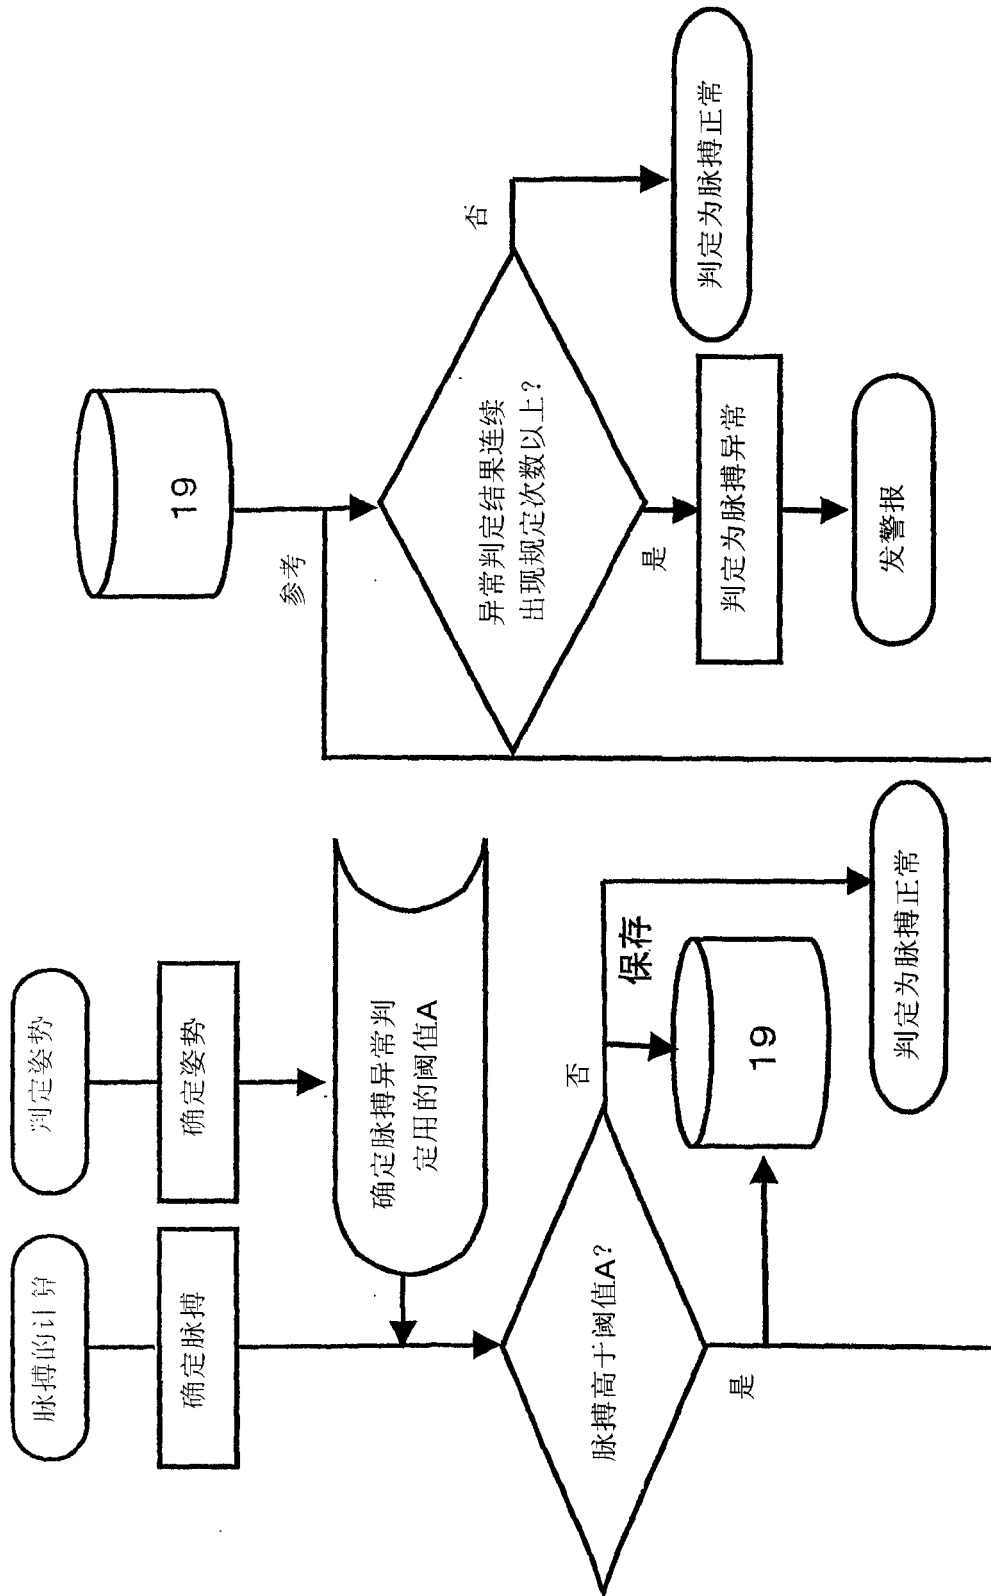 脉搏的计算
判定姿势
确定脉搏
确定姿势
确定脉搏异常判
定用的阈值A
脉搏高于阈值A?
是
否
保存
19
判定为脉搏正常
19
参考
异常判定结果连续
出现规定次数以上?
是
否
判定为脉搏异常
判定为脉搏正常
发警报